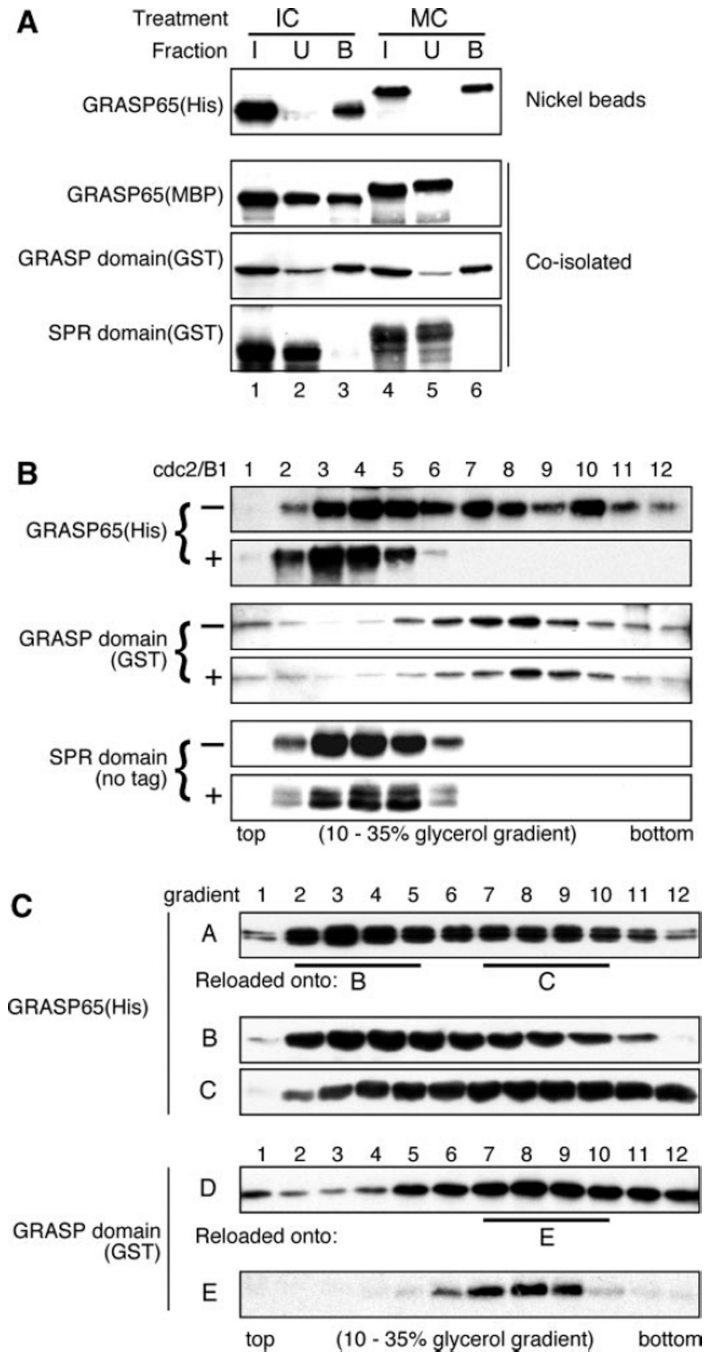 A
Treatment IC MC
Fraction I U B I U B
GRASP65(His) Nickel beads
GRASP65(MBP)
GRASP domain(GST) Co-isolated
SPR domain(GST)
1 2 3 4 5 6
B
cdc2/B1 1 2 3 4 5 6 7 8 9 10 11 12
GRASP65(His) { −
+
GRASP domain
(GST) { −
+
SPR domain
(no tag) { −
+
top (10 - 35% glycerol gradient) bottom
C
gradient 1 2 3 4 5 6 7 8 9 10 11 12
A
Reloaded onto: B C
GRASP65(His)
B
C
1 2 3 4 5 6 7 8 9 10 11 12
D
GRASP domain
(GST)
Reloaded onto: E
E
top (10 - 35% glycerol gradient) bottom